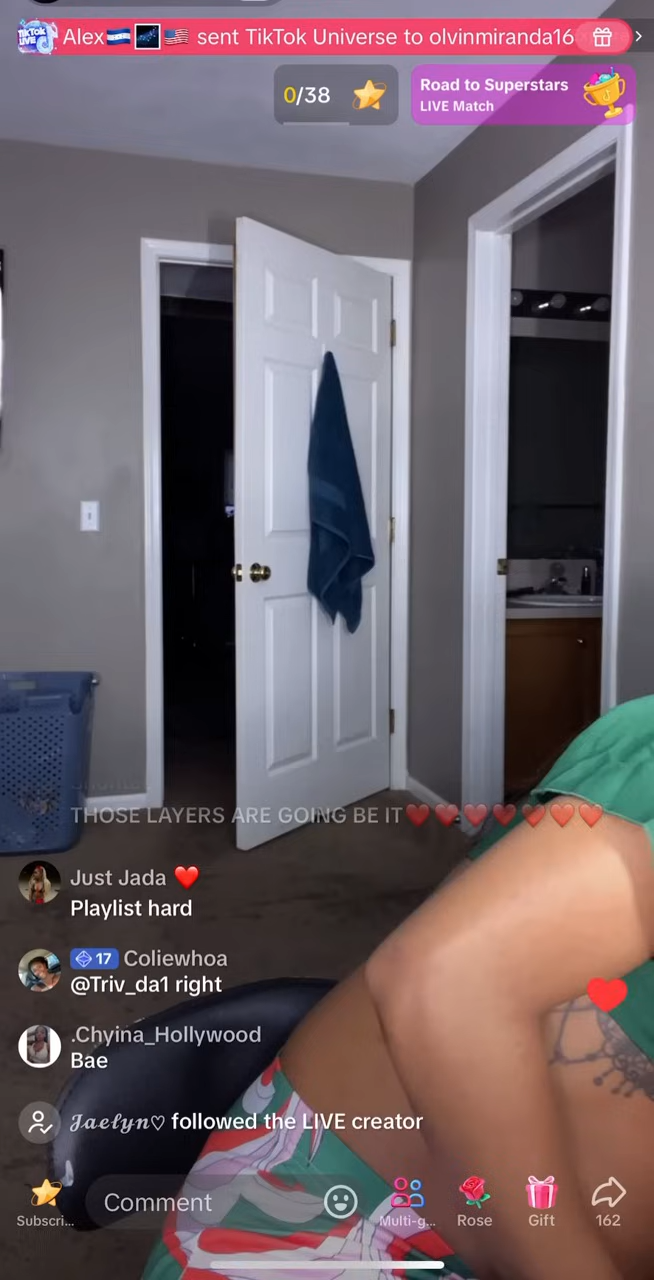 TikTok LIVE
Alex🇭🇳🌌🇺🇸 sent TikTok Universe to olvinmiranda16
0/38
Road to Superstars
LIVE Match
THOSE LAYERS ARE GOING BE IT❤️❤️❤️❤️❤️❤️❤️
Just Jada ❤️
Playlist hard
17 Coliewhoa
@Triv_da1 right
.Chyina_Hollywood
Bae
𝓙𝓪𝓮𝓵𝔂𝓷♡ followed the LIVE creator
Comment
Subscri...
Multi-g...
Rose
Gift
162